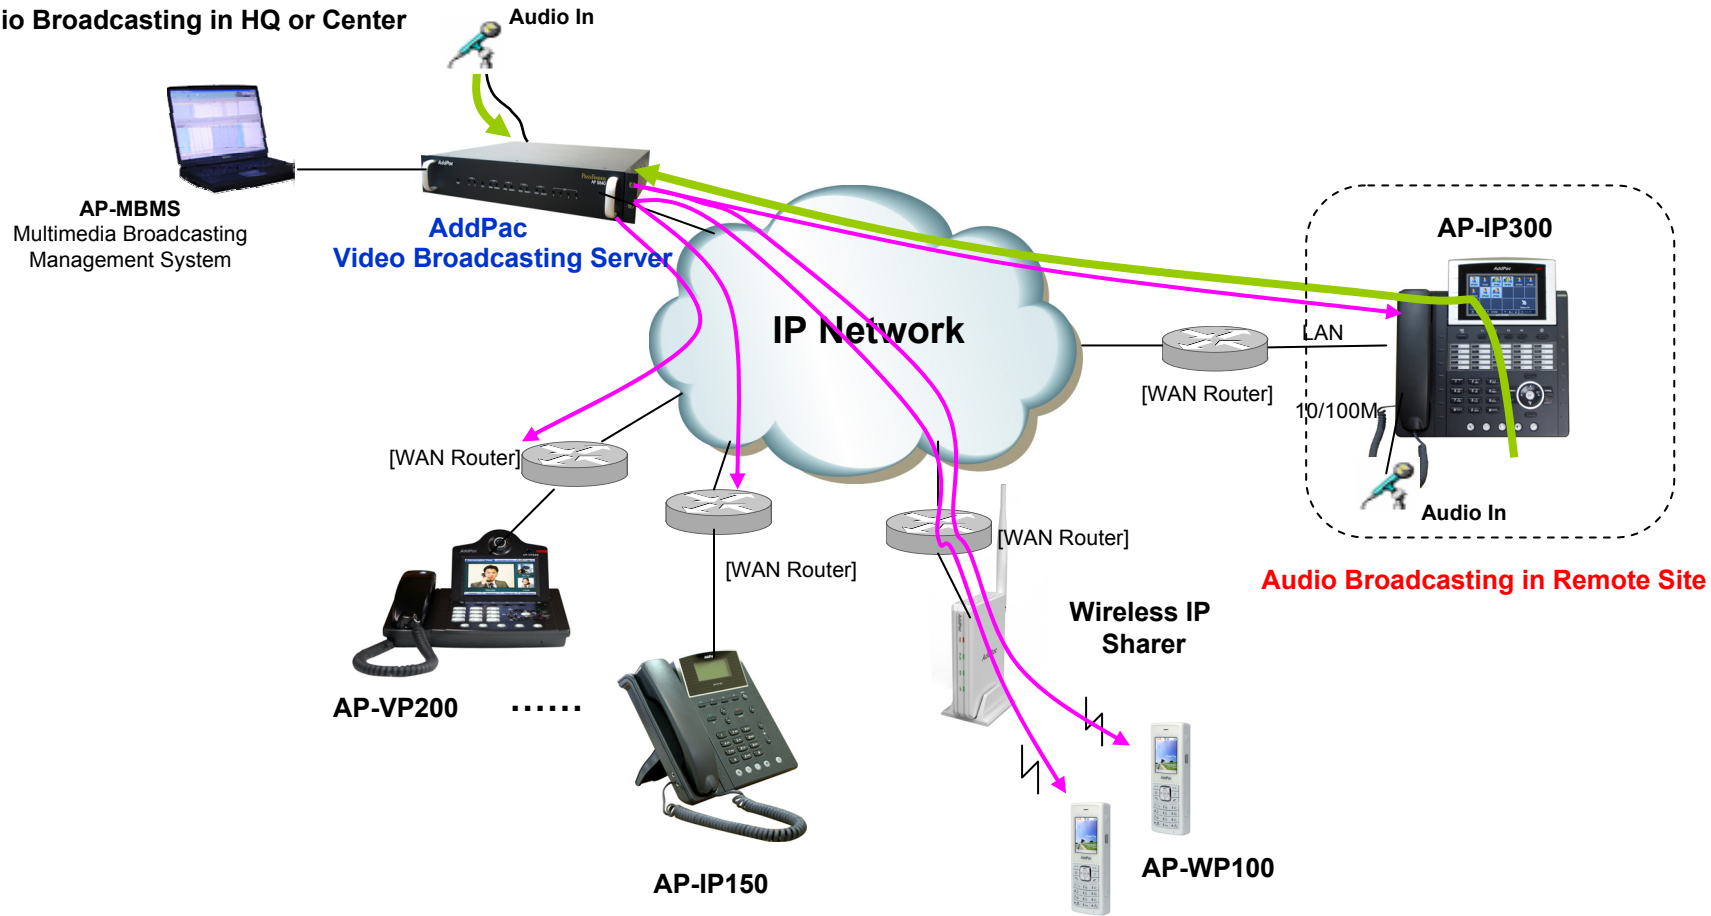 io Broadcasting in HQ or Center
Audio In
AddPac
AP-MBMS
Multimedia Broadcasting
Management System
AddPac
Video Broadcasting Server
IP Network
AP-IP300
AddPac
LAN
[WAN Router]
10/100M
Audio In
Audio Broadcasting in Remote Site
[WAN Router]
[WAN Router]
[WAN Router]
Wireless IP
Sharer
AP-VP200
......
AP-IP150
AP-WP100